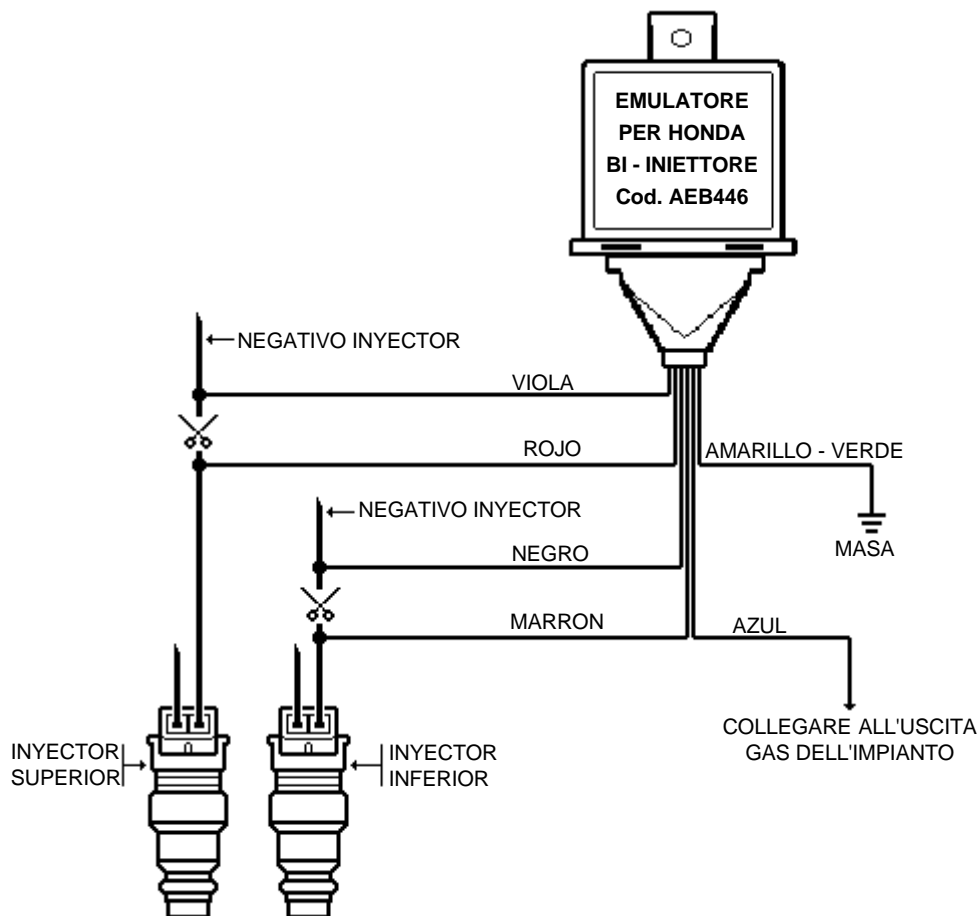 EMULATORE
PER HONDA
BI - INIETTORE
Cod. AEB446
NEGATIVO INYECTOR
VIOLA
ROJO
AMARILLO - VERDE
NEGATIVO INYECTOR
NEGRO
MASA
MARRON
AZUL
COLLEGARE ALL'USCITA
GAS DELL'IMPIANTO
INYECTOR
SUPERIOR
INYECTOR
INFERIOR